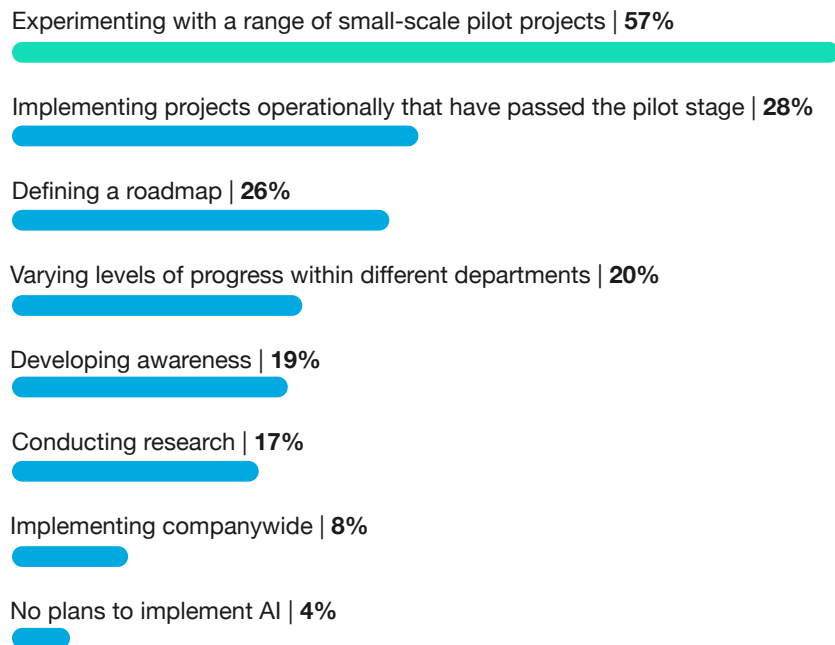 Experimenting with a range of small-scale pilot projects | 57%
Implementing projects operationally that have passed the pilot stage | 28%
Defining a roadmap | 26%
Varying levels of progress within different departments | 20%
Developing awareness | 19%
Conducting research | 17%
Implementing companywide | 8%
No plans to implement AI | 4%